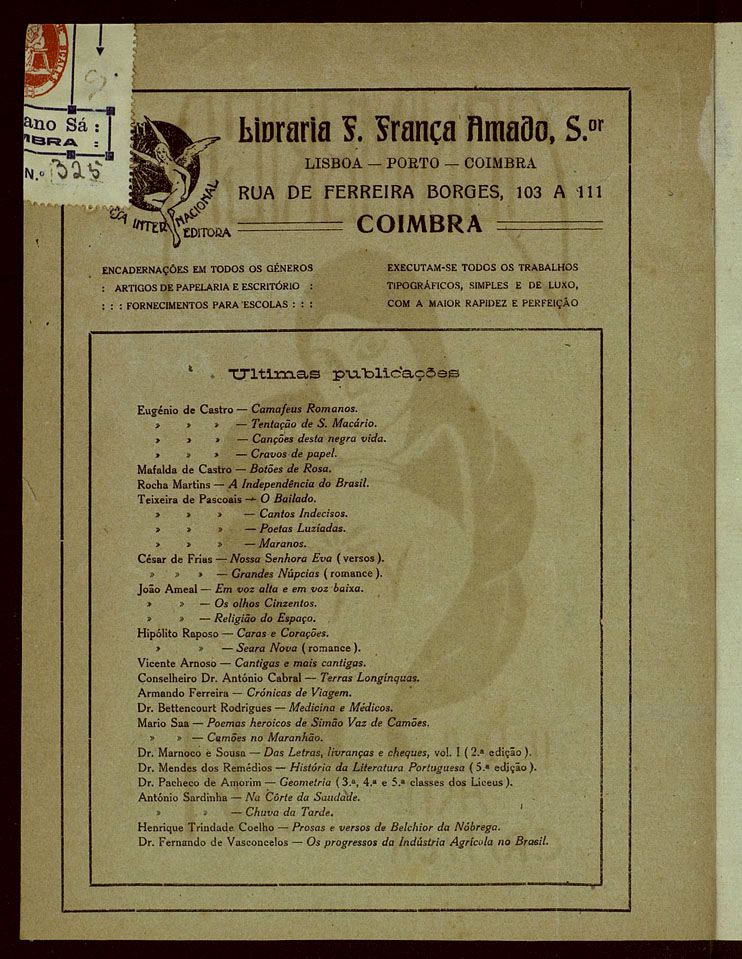 ano Sá :
MBRA :
N.º 325
INTERNACIONAL
EDITORA
Livraria F. França Amado, S.or
LISBOA — PORTO — COIMBRA
RUA DE FERREIRA BORGES, 103 A 111
COIMBRA
ENCADERNAÇÕES EM TODOS OS GÉNEROS
: ARTIGOS DE PAPELARIA E ESCRITÓRIO :
: : : FORNECIMENTOS PARA ESCOLAS : : :
EXECUTAM-SE TODOS OS TRABALHOS
TIPOGRÁFICOS, SIMPLES E DE LUXO,
COM A MAIOR RAPIDEZ E PERFEIÇÃO
Ultimas publicações
Eugénio de Castro — Camafeus Romanos.
» » » — Tentação de S. Macário.
» » » — Canções desta negra vida.
» » » — Cravos de papel.
Mafalda de Castro — Botões de Rosa.
Rocha Martins — A Independência do Brasil.
Teixeira de Pascoais — O Bailado.
» » » — Cantos Indecisos.
» » » — Poetas Luziadas.
» » » — Maranos.
César de Frias — Nossa Senhora Eva ( versos ).
» » » — Grandes Núpcias ( romance ).
João Ameal — Em voz alta e em voz baixa.
» » — Os olhos Cinzentos.
» » — Religião do Espaço.
Hipólito Raposo — Caras e Corações.
» » — Seara Nova ( romance ).
Vicente Arnoso — Cantigas e mais cantigas.
Conselheiro Dr. António Cabral — Terras Longínquas.
Armando Ferreira — Crónicas de Viagem.
Dr. Bettencourt Rodrigues — Medicina e Médicos.
Mario Saa — Poemas heroicos de Simão Vaz de Camões.
» » — Camões no Maranhão.
Dr. Marnoco e Sousa — Das Letras, livranças e cheques, vol. I ( 2.ª edição ).
Dr. Mendes dos Remédios — História da Literatura Portuguesa ( 5.ª edição ).
Dr. Pacheco de Amorim — Geometria ( 3.ª, 4.ª e 5.ª classes dos Liceus ).
António Sardinha — Na Côrte da Saudade.
» » — Chuva da Tarde.
Henrique Trindade Coelho — Prosas e versos de Belchior da Nóbrega.
Dr. Fernando de Vasconcelos — Os progressos da Indústria Agrícola no Brasil.